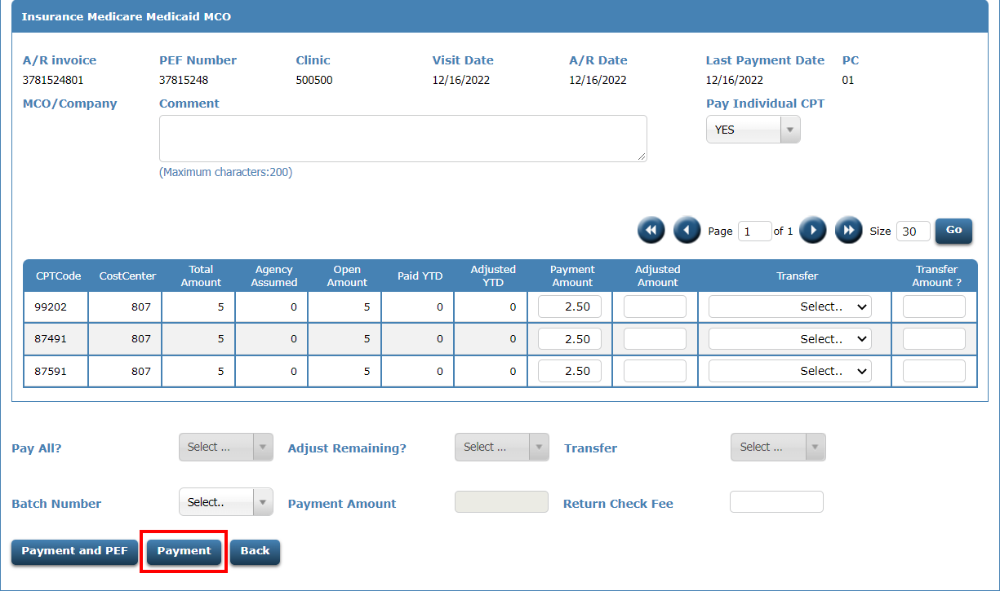 Insurance Medicare Medicaid MCO
A/R invoice PEF Number Clinic Visit Date A/R Date Last Payment Date PC
3781524801 37815248 500500 12/16/2022 12/16/2022 12/16/2022 01
MCO/Company Comment Pay Individual CPT
YES
(Maximum characters:200)
Page 1 of 1 Size 30 Go
CPTCode CostCenter Total Amount Agency Assumed Open Amount Paid YTD Adjusted YTD Payment Amount Adjusted Amount Transfer Transfer Amount ?
99202 807 5 0 5 0 0 2.50 Select..
87491 807 5 0 5 0 0 2.50 Select..
87591 807 5 0 5 0 0 2.50 Select..
Pay All? Select ... Adjust Remaining? Select ... Transfer Select ...
Batch Number Select.. Payment Amount Return Check Fee
Payment and PEF Payment Back